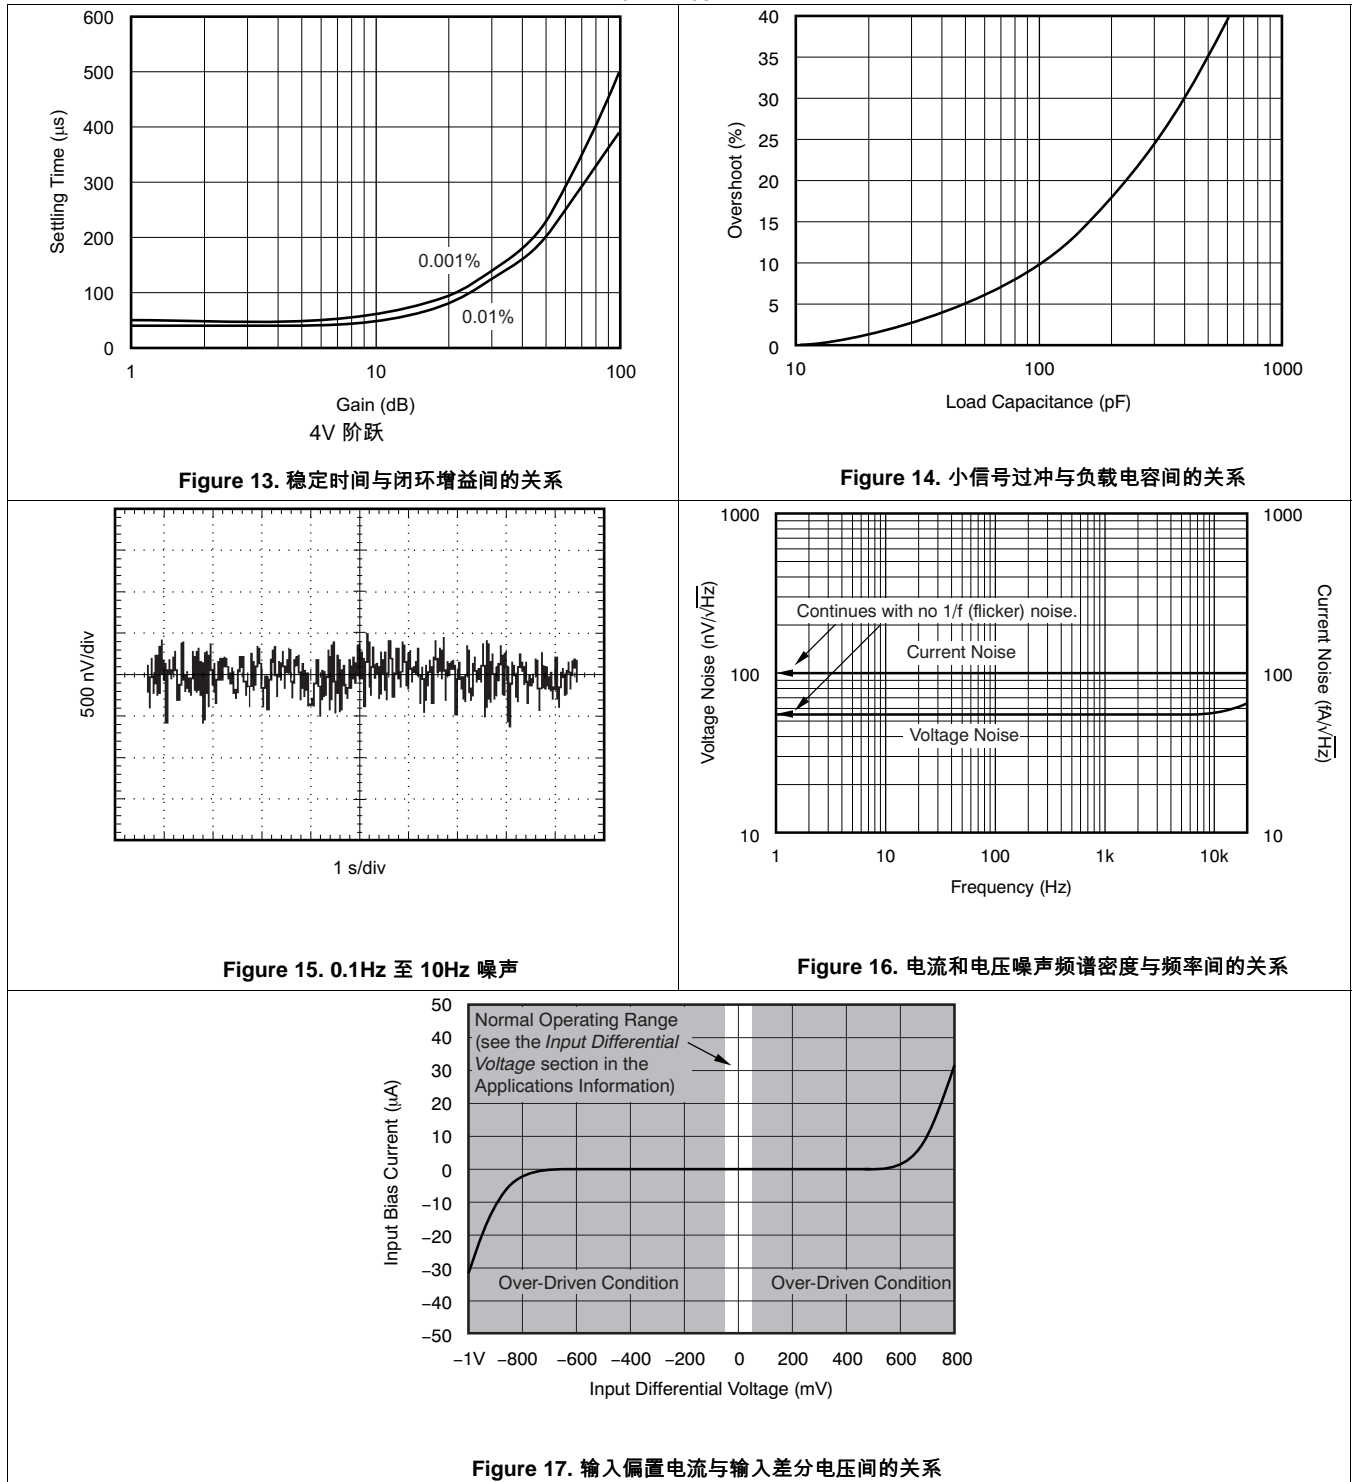 600
500
400
300
200
100
0
Settling Time (µs)
0.001%
0.01%
1 10 100
Gain (dB)
4V 阶跃
Figure 13. 稳定时间与闭环增益间的关系
40
35
30
25
20
15
10
5
0
Overshoot (%)
10 100 1000
Load Capacitance (pF)
Figure 14. 小信号过冲与负载电容间的关系
500 nV/div
1 s/div
Figure 15. 0.1Hz 至 10Hz 噪声
1000
100
10
Voltage Noise (nV/√Hz)
Continues with no 1/f (flicker) noise.
Current Noise
Voltage Noise
1000
100
10
Current Noise (fA/√Hz)
1 10 100 1k 10k
Frequency (Hz)
Figure 16. 电流和电压噪声频谱密度与频率间的关系
50
40
30
20
10
0
−10
−20
−30
−40
−50
Input Bias Current (µA)
Normal Operating Range
(see the Input Differential
Voltage section in the
Applications Information)
Over-Driven Condition
Over-Driven Condition
−1V −800 −600 −400 −200 0 200 400 600 800
Input Differential Voltage (mV)
Figure 17. 输入偏置电流与输入差分电压间的关系